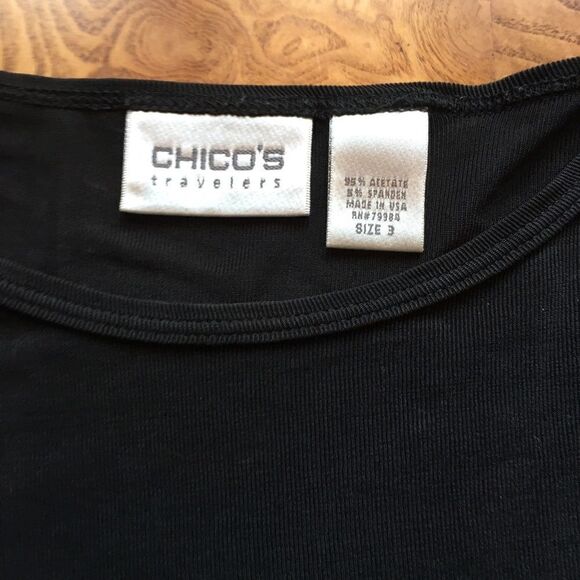 CHICO'S
travelers
95% ACETATE
5% SPANDEX
MADE IN USA
RN#79984
SIZE 3